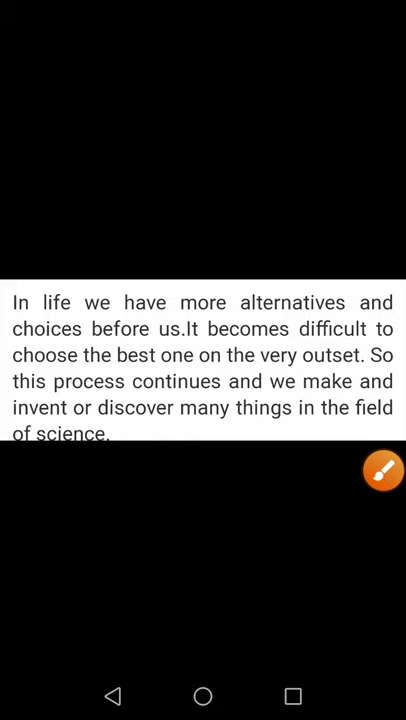 In life we have more alternatives and
choices before us.It becomes difficult to
choose the best one on the very outset. So
this process continues and we make and
invent or discover many things in the field
of science.